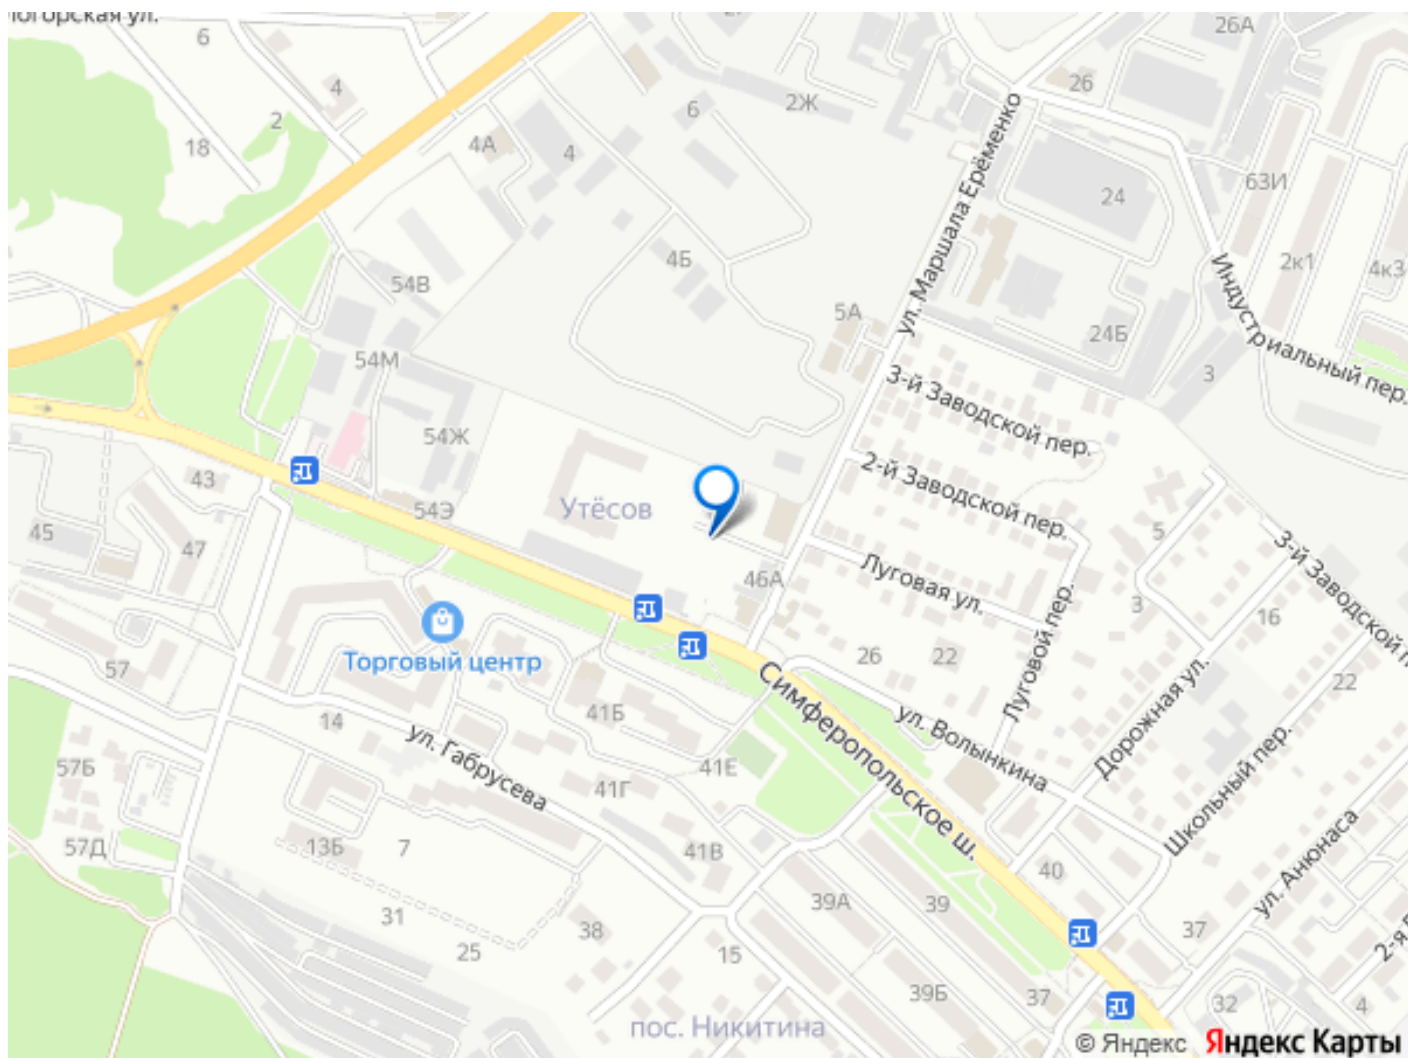 6
4
2
18
4А
4
6
2Ж
26А
26
24
63И
2к1
4к3
4Б
54В
5А
ул. Маршала Ерёменко
24Б
3
Индустриальный пер.
54М
3-й Заводской пер.
54Ж
2-й Заводской пер.
43
54Э
Утёсов
45
47
46А
Луговая ул.
Луговой пер.
5
3
16
3-й Заводской
22
Торговый центр
57
14
41Б
26
22
Симферопольское ш.
ул. Волынкина
Дорожная ул.
Школьный пер.
ул. Анюнаса
57Б
ул. Габрусева
41Е
41Г
57Д
13Б
7
41В
40
39А
39
31
25
38
15
39Б
37
37
32
4
пос. Никитина
© Яндекс Яндекс Карты